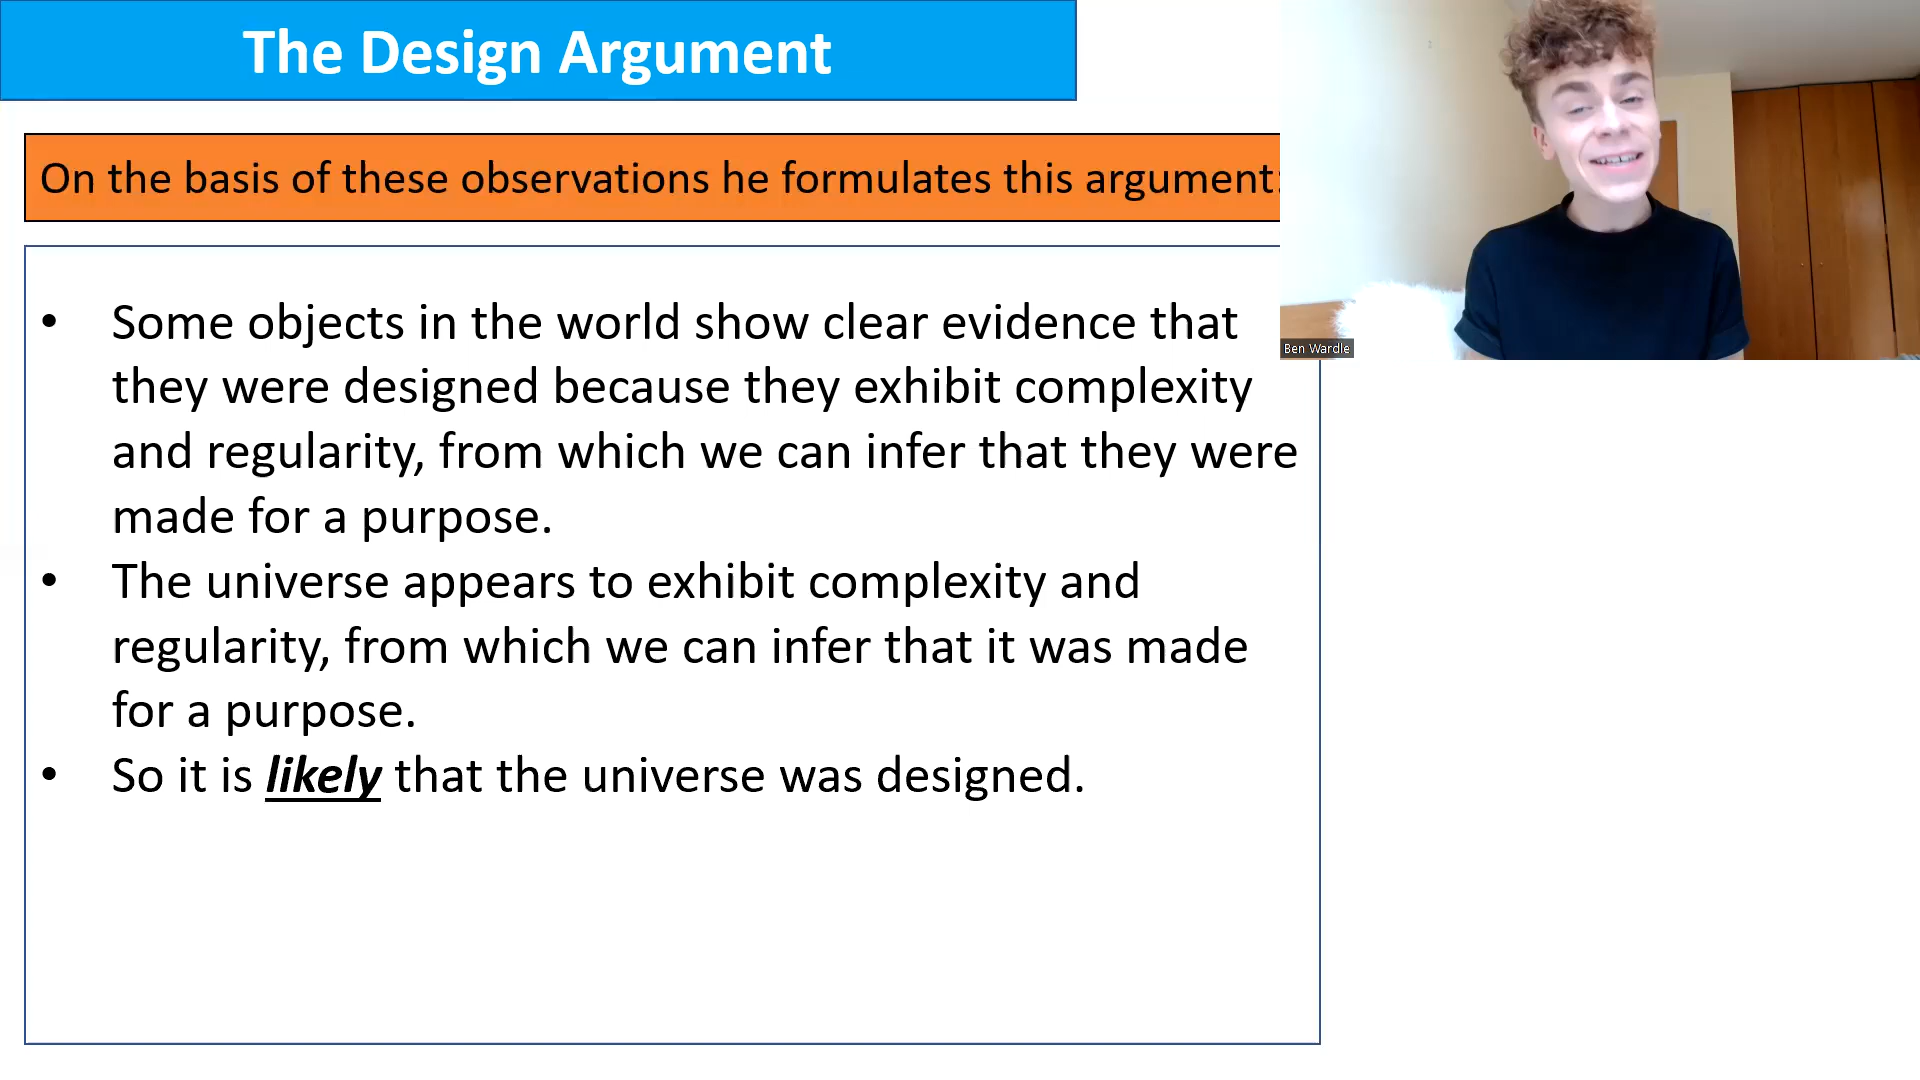 The Design Argument
On the basis of these observations he formulates this argument:
• Some objects in the world show clear evidence that
they were designed because they exhibit complexity
and regularity, from which we can infer that they were
made for a purpose.
• The universe appears to exhibit complexity and
regularity, from which we can infer that it was made
for a purpose.
• So it is likely that the universe was designed.
Ben Wardle